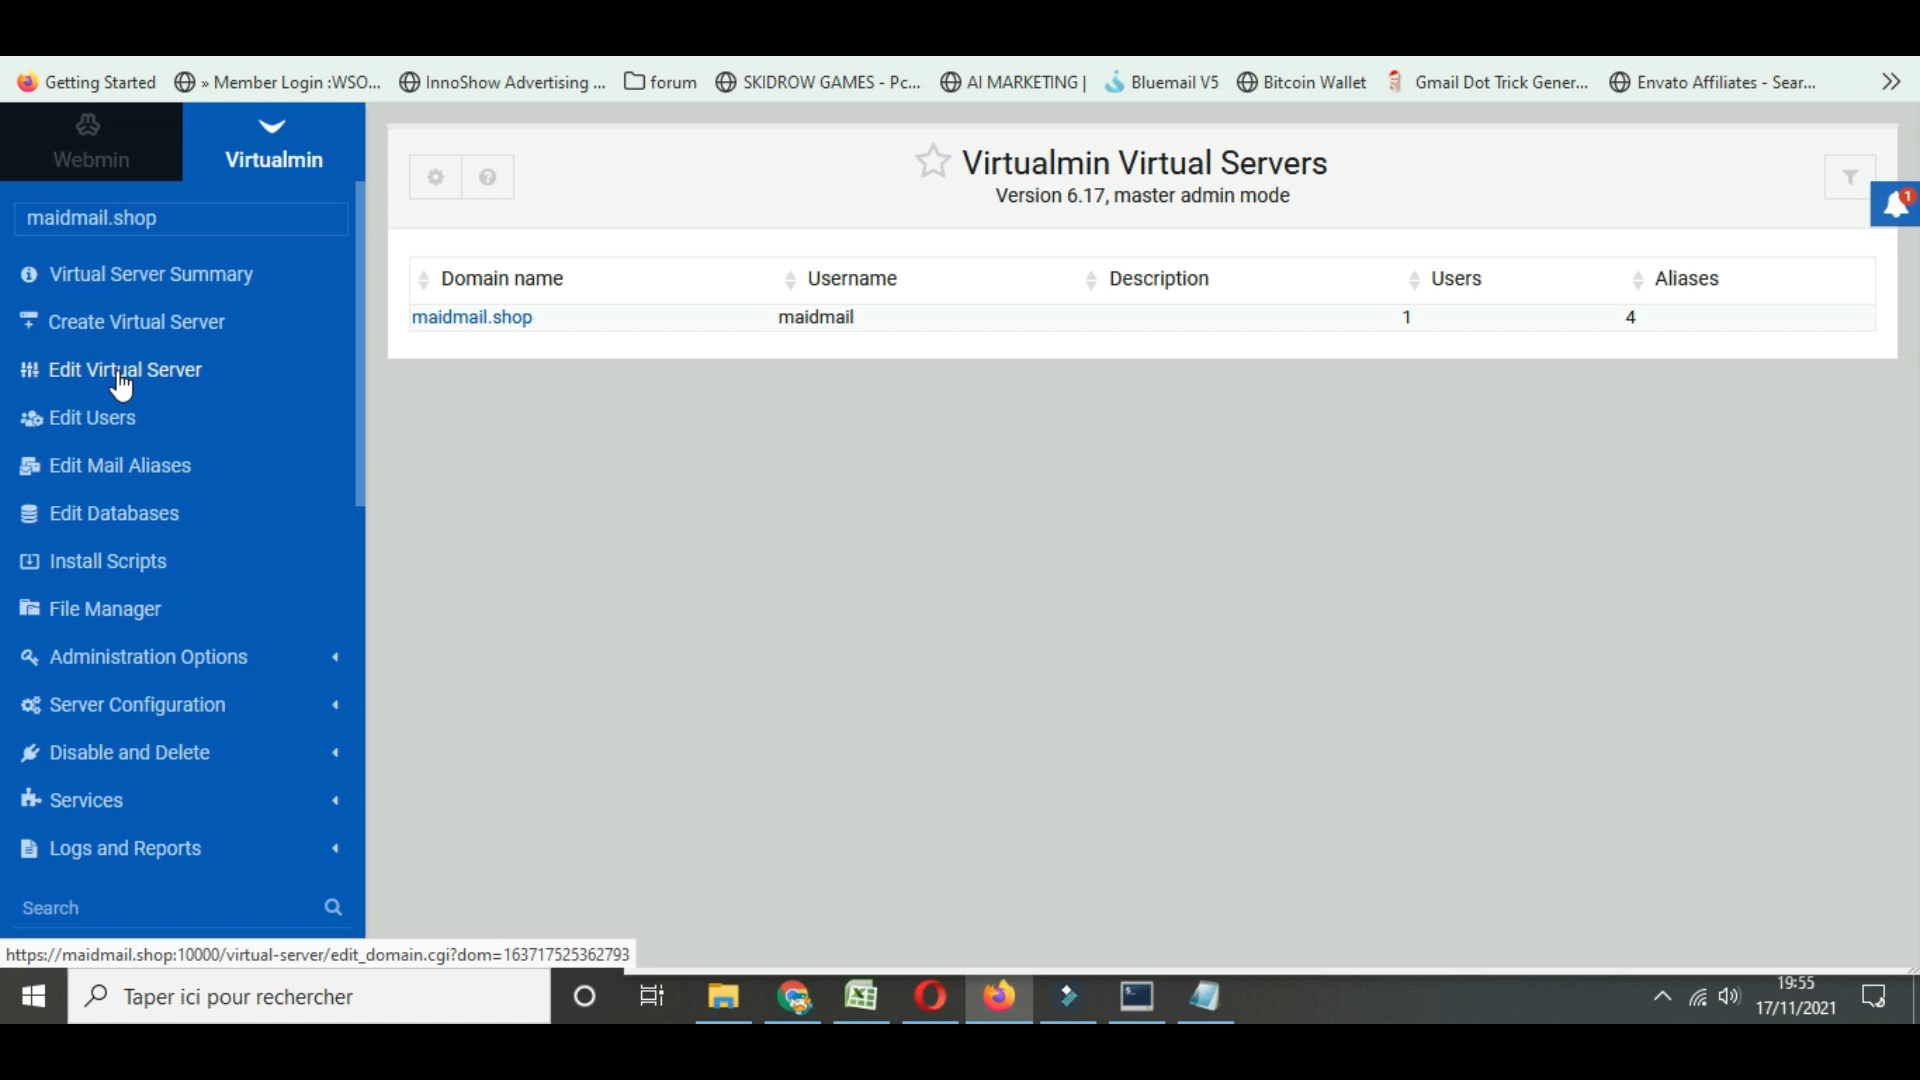 Getting Started » Member Login :WSO... InnoShow Advertising ... forum SKIDROW GAMES - Pc... AI MARKETING | Bluemail V5 Bitcoin Wallet Gmail Dot Trick Gener... Envato Affiliates - Sear...
Webmin Virtualmin
Virtualmin Virtual Servers
Version 6.17, master admin mode
1
maidmail.shop
Virtual Server Summary
Create Virtual Server
Edit Virtual Server
Edit Users
Edit Mail Aliases
Edit Databases
Install Scripts
File Manager
Administration Options
Server Configuration
Disable and Delete
Services
Logs and Reports
Search
Domain name Username Description Users Aliases
maidmail.shop maidmail 1 4
https://maidmail.shop:10000/virtual-server/edit_domain.cgi?dom=163717525362793
Taper ici pour rechercher
19:55
17/11/2021